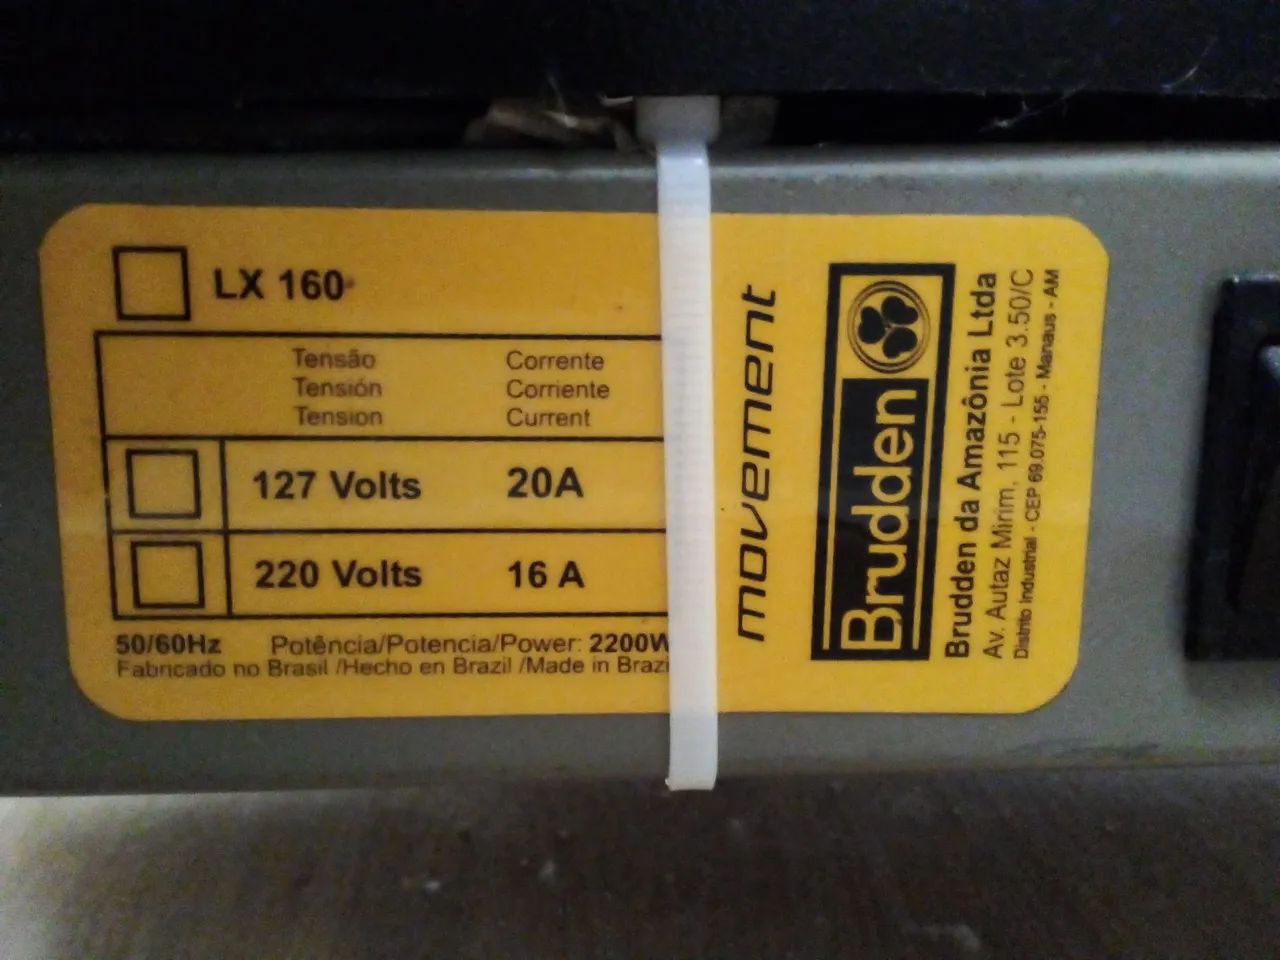 LX 160
Tensão Corrente
Tensión Corriente
Tension Current
127 Volts 20A
220 Volts 16 A
50/60Hz Potência/Potencia/Power: 2200W
Fabricado no Brasil /Hecho en Brazil /Made in Brazi
movement
Brudden
Brudden da Amazônia Ltda
Av. Autaz Mirim, 115 - Lote 3.50/C
Distrito Industrial - CEP 69.075-155 - Manaus - AM